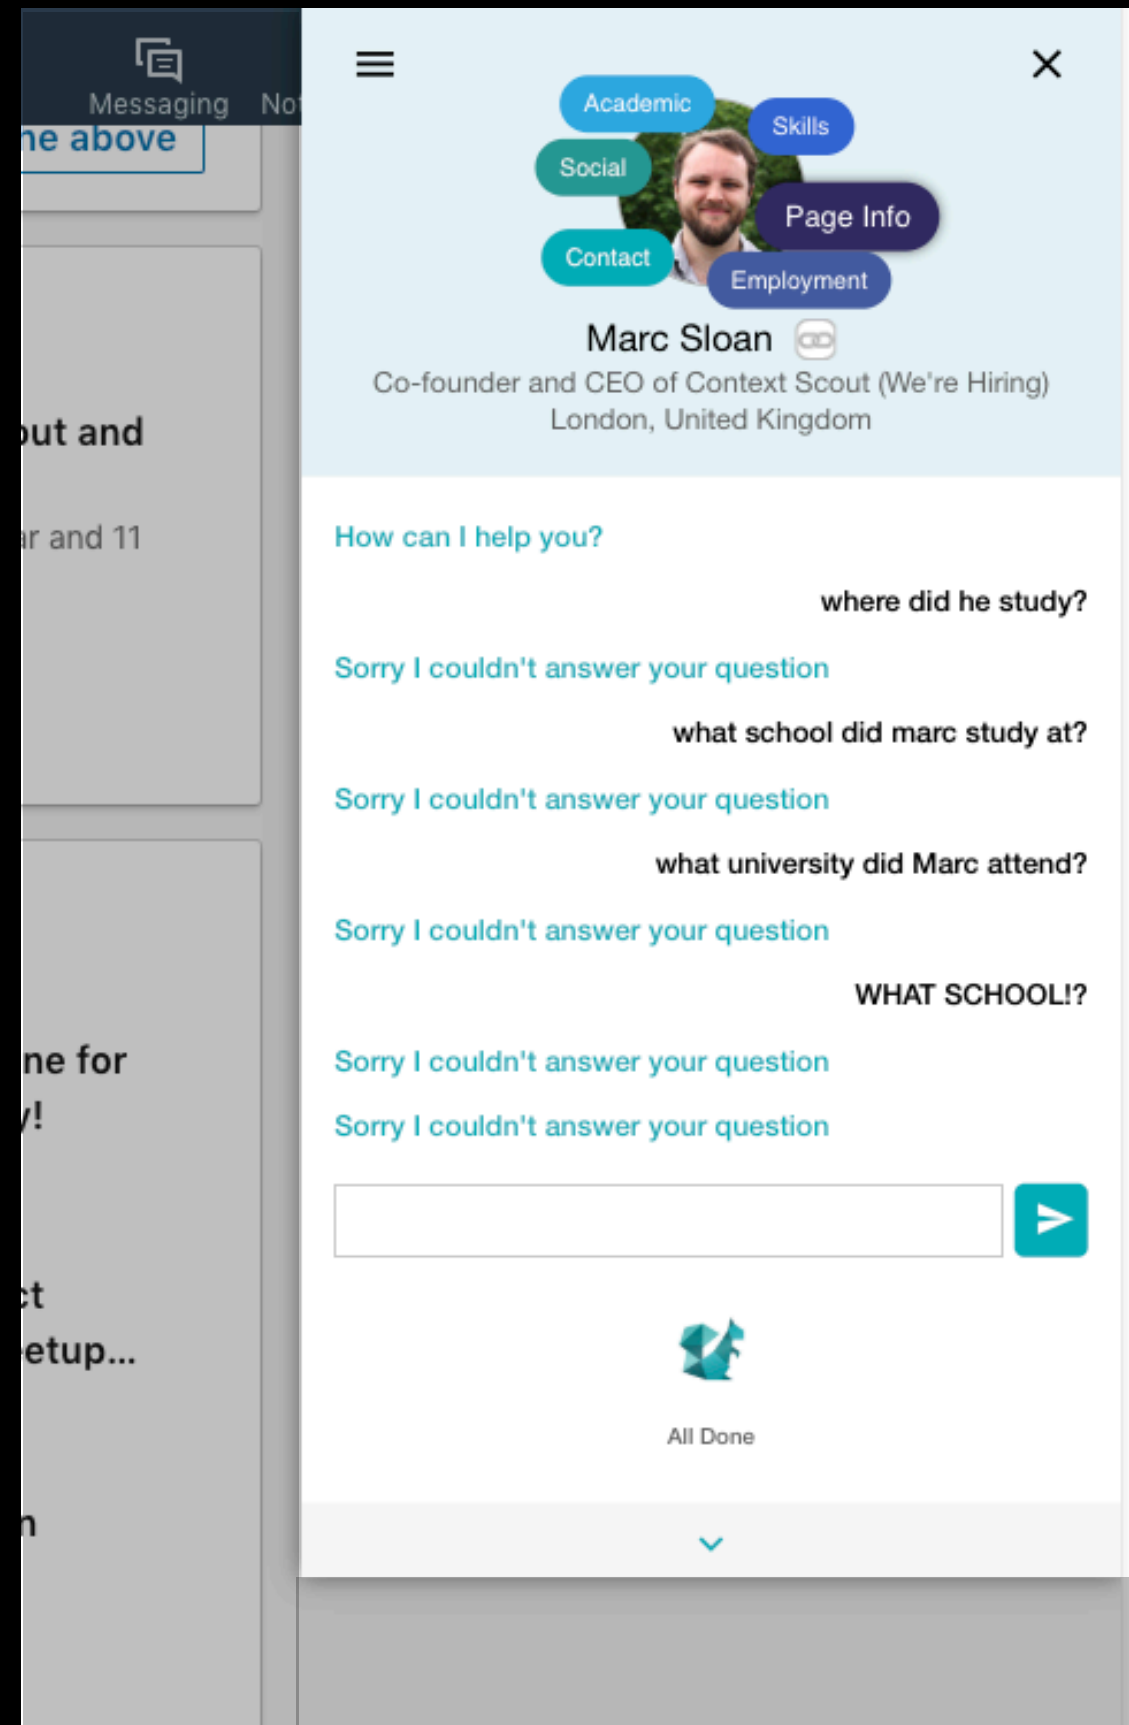 Messaging
Not
me above
out and
ar and 11
ne for
y!
ct
eetup...
n
Academic
Skills
Social
Page Info
Contact
Employment
Marc Sloan
Co-founder and CEO of Context Scout (We're Hiring)
London, United Kingdom
How can I help you?
where did he study?
Sorry I couldn't answer your question
what school did marc study at?
Sorry I couldn't answer your question
what university did Marc attend?
Sorry I couldn't answer your question
WHAT SCHOOL!?
Sorry I couldn't answer your question
Sorry I couldn't answer your question
All Done